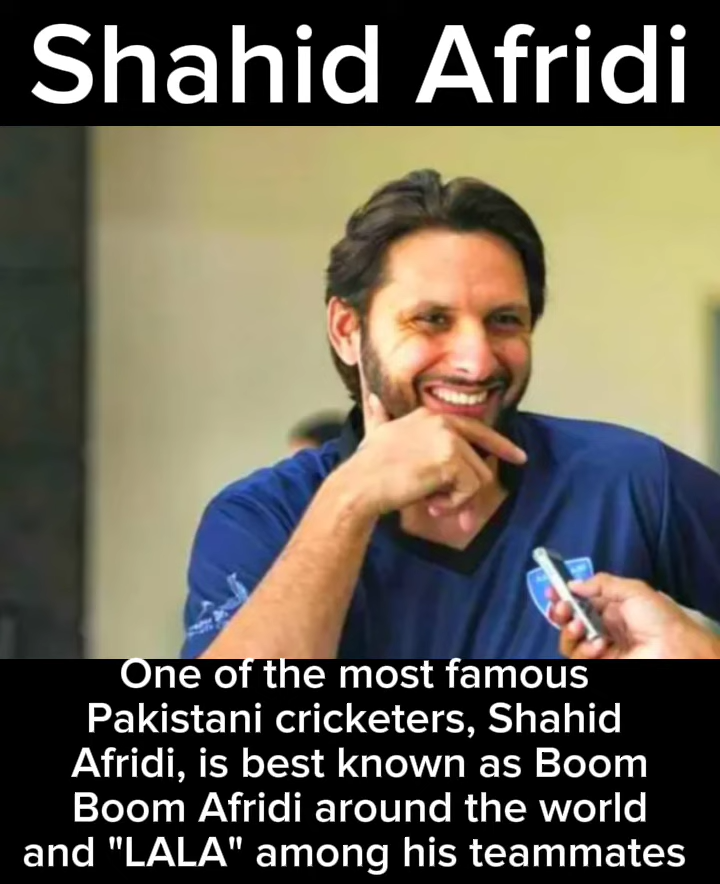 Shahid Afridi
One of the most famous
Pakistani cricketers, Shahid
Afridi, is best known as Boom
Boom Afridi around the world
and "LALA" among his teammates